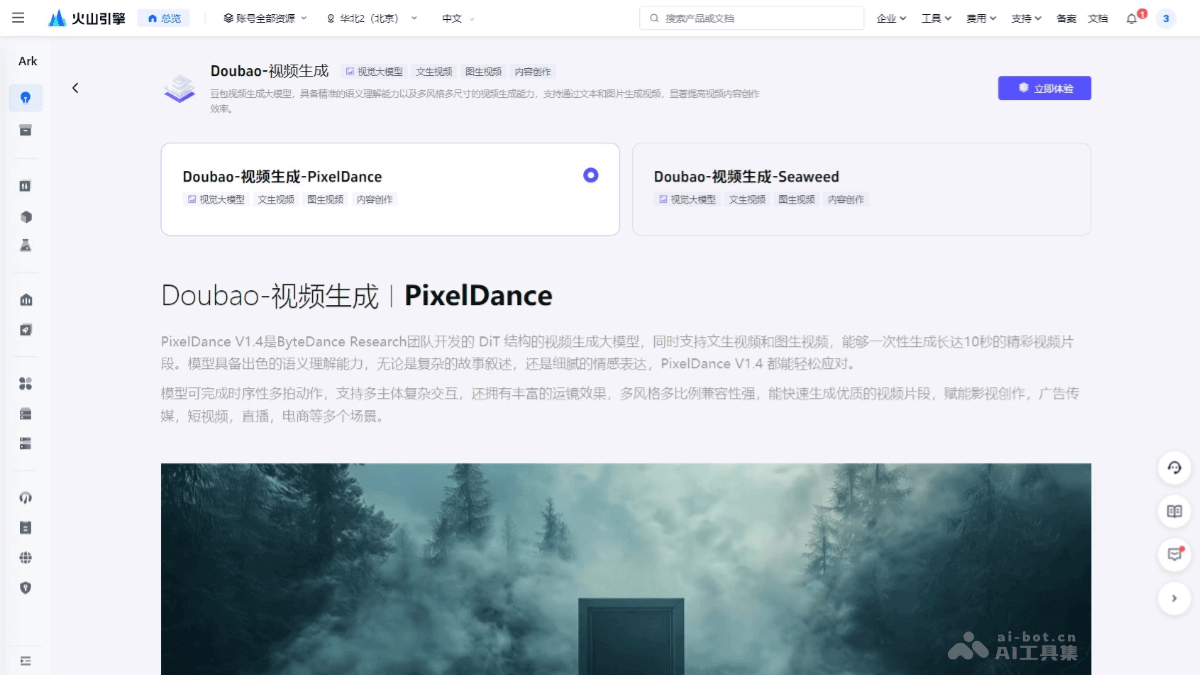 火山引擎
总览
账号全部资源
华北2（北京）
中文
搜索产品或文档
企业
工具
费用
支持
备案
文档
1
3
Ark
Doubao-视频生成
视觉大模型
文生视频
图生视频
内容创作
豆包视频生成大模型，具备精准的语义理解能力以及多风格多尺寸的视频生成能力，支持通过文本和图片生成视频，显著提高视频内容创作
效率。
立即体验
Doubao-视频生成-PixelDance
视觉大模型
文生视频
图生视频
内容创作
Doubao-视频生成-Seaweed
视觉大模型
文生视频
图生视频
内容创作
Doubao-视频生成 | PixelDance
PixelDance V1.4是ByteDance Research团队开发的 DiT 结构的视频生成大模型，同时支持文生视频和图生视频，能够一次性生成长达10秒的精彩视频片
段。模型具备出色的语义理解能力，无论是复杂的故事叙述，还是细腻的情感表达，PixelDance V1.4 都能轻松应对。
模型可完成时序性多拍动作，支持多主体复杂交互，还拥有丰富的运镜效果，多风格多比例兼容性强，能快速生成优质的视频片段，赋能影视创作，广告传
媒，短视频，直播，电商等多个场景。
ai-bot.cn
AI工具集